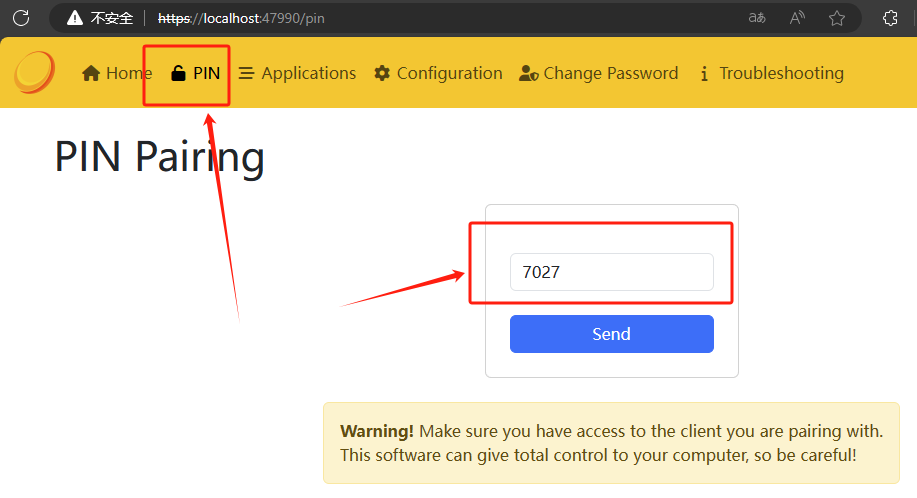 不安全 https://localhost:47990/pin aあ A
Home PIN Applications Configuration Change Password Troubleshooting
PIN Pairing
7027
Send
Warning! Make sure you have access to the client you are pairing with.
This software can give total control to your computer, so be careful!